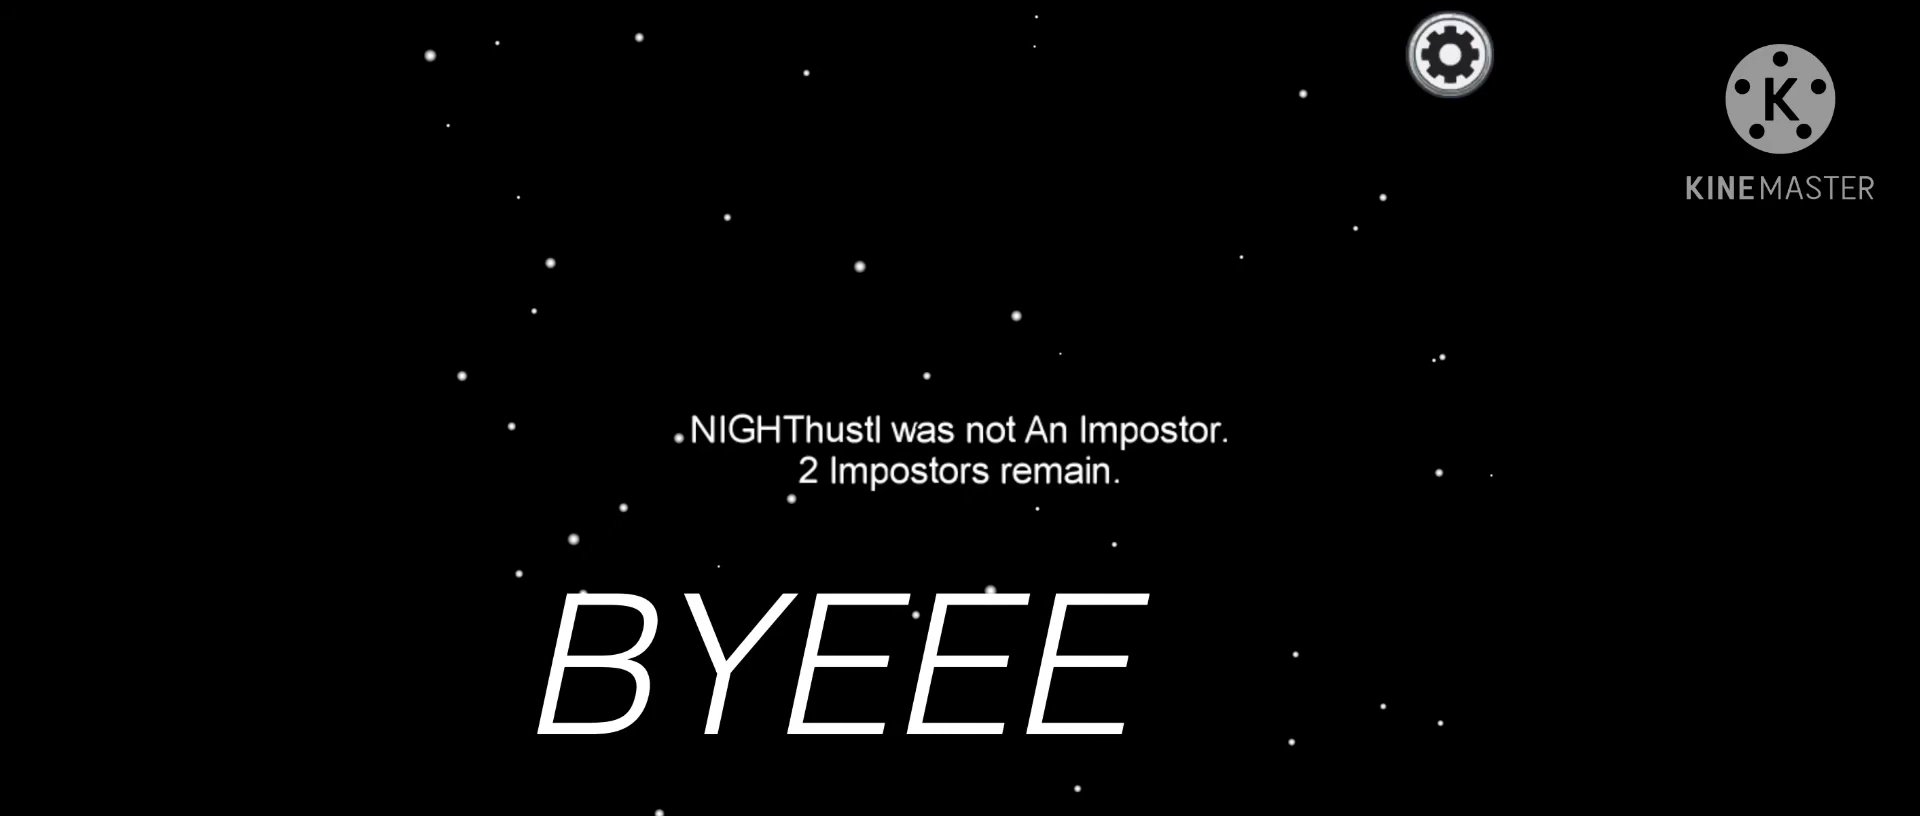 K
KINEMASTER
NIGHThustl was not An Impostor.
2 Impostors remain.
BYEEE